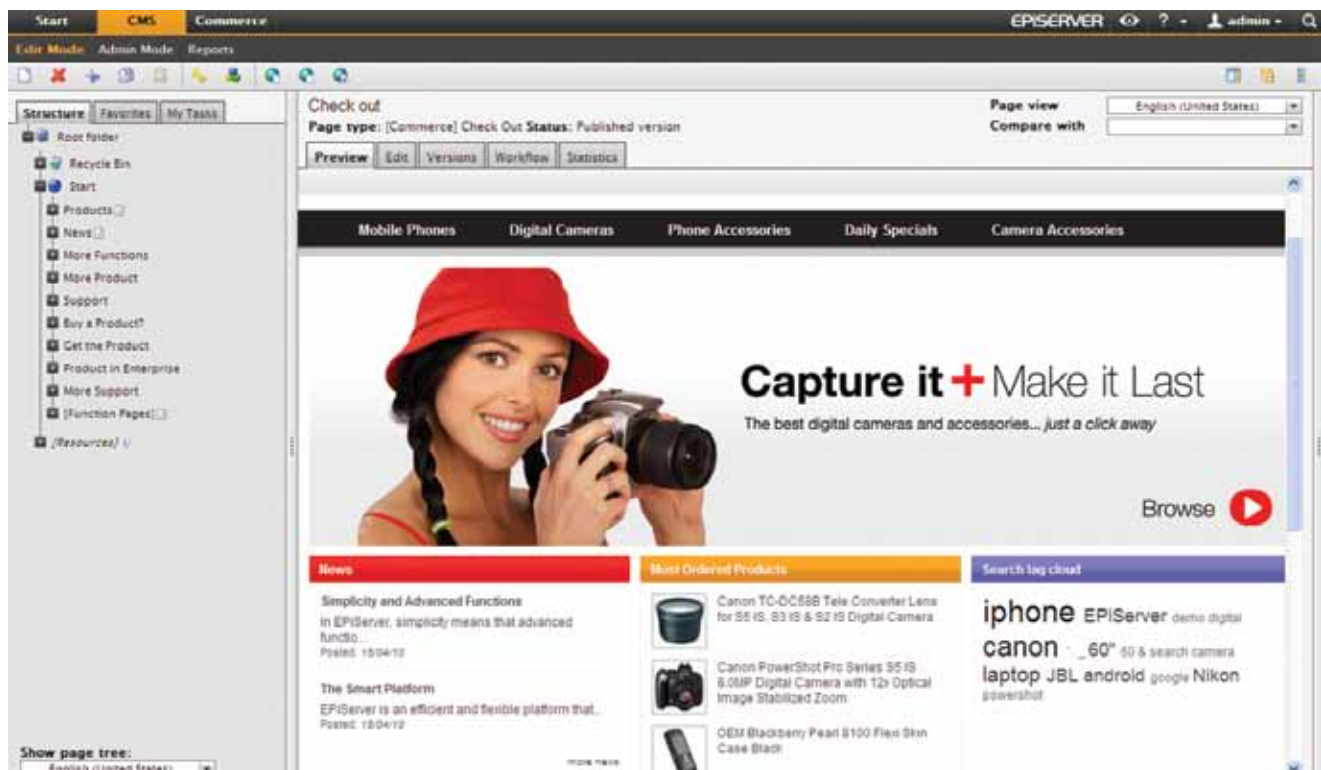 Start CMS Commerce EPISERVER ? admin
Edit Mode Admin Mode Reports
Structure Favorites My Tasks
Root folder
Recycle Bin
Start
Products
News
More Functions
More Product
Support
Buy a Product?
Get the Product
Product in Enterprise
More Support
[Function Pages]
[Resources]
Show page tree:
English (United States)
Check out
Page type: [Commerce] Check Out Status: Published version
Page view English (United States)
Compare with
Preview Edit Versions Workflow Statistics
Mobile Phones Digital Cameras Phone Accessories Daily Specials Camera Accessories
Capture it + Make it Last
The best digital cameras and accessories... just a click away
Browse
News
Simplicity and Advanced Functions
In EPiServer, simplicity means that advanced
functio...
Posted:
The Smart Platform
EPiServer is an efficient and flexible platform that...
Posted:
more news
Most Ordered Products
Canon TC-DC58B Tele Converter Lens
for S5 IS, S3 IS & S2 IS Digital Camera
Canon PowerShot Pro Series S5 IS
8.0MP Digital Camera with 12x Optical
Image Stabilized Zoom
OEM Blackberry Pearl 8100 Flexi Skin
Case Black
Search tag cloud
iphone EPiServer demo digital
canon _60" 50 & search camera
laptop JBL android google Nikon
powershot